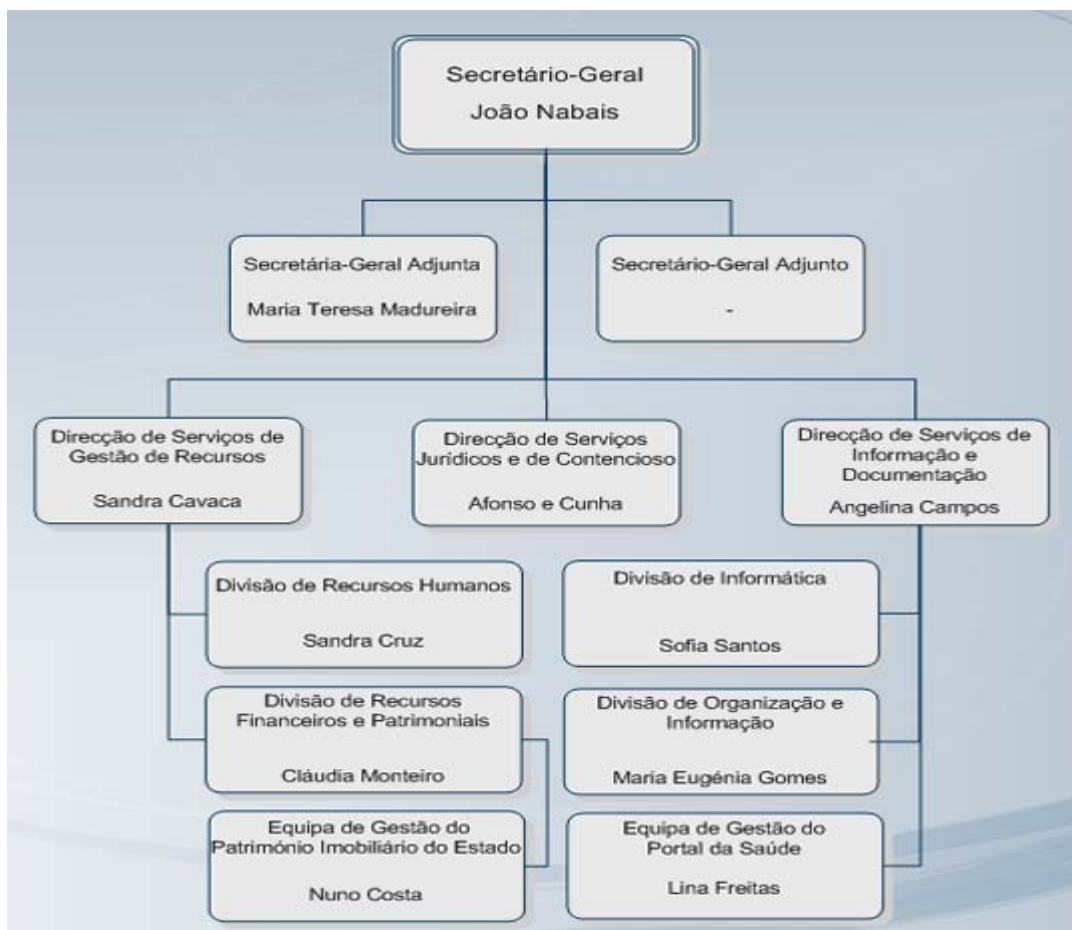 Secretário-Geral
João Nabais
Secretária-Geral Adjunta
Maria Teresa Madureira
Secretário-Geral Adjunto
-
Direcção de Serviços de
Gestão de Recursos
Sandra Cavaca
Direcção de Serviços
Jurídicos e de Contencioso
Afonso e Cunha
Direcção de Serviços de
Informação e
Documentação
Angelina Campos
Divisão de Recursos Humanos
Sandra Cruz
Divisão de Informática
Sofia Santos
Divisão de Recursos
Financeiros e Patrimoniais
Cláudia Monteiro
Divisão de Organização e
Informação
Maria Eugénia Gomes
Equipa de Gestão do
Património Imobiliário do Estado
Nuno Costa
Equipa de Gestão do
Portal da Saúde
Lina Freitas